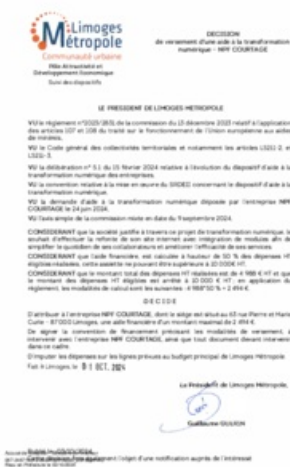 Limoges
Métropole
Communauté urbaine
Pôle Attractivité et
Développement Economique
Suivi des dispositifs
DECISION
de versement d'une aide à la transformation
numérique – NPF COURTAGE
LE PRESIDENT DE LIMOGES METROPOLE
VU le règlement n°2023/2831 de la commission du 13 décembre 2023 relatif à l'application
des articles 107 et 108 du traité sur le fonctionnement de l'Union européenne aux aides
de minimis,
VU le Code général des collectivités territoriales et notamment les articles L5211-2 et
VU la délibération n° 5.1 du 15 février 2024 relative à l'évolution du dispositif d'aide à la
transformation numérique des entreprises.
VU la convention relative à la mise en œuvre du SRDEII concernant le dispositif d'aide à la
transformation numérique.
VU la demande d'aide à la transformation numérique déposée par l'entreprise NPF
COURTAGE le 24 juin 2024.
VU l'avis simple de la commission mixte en date du 9 septembre 2024.
CONSIDERANT que la société justifie à travers ce projet de transformation numérique, le
souhait d'effectuer la refonte de son site internet avec intégration de modules afin de
simplifier le quotidien de ses collaborateurs et améliorer l'efficacité de ses services.
CONSIDERANT que l'aide financière est calculée à hauteur de 50 % des dépenses HT
éligibles réalisées, cette assiette ne pouvant être supérieure à 10 000€ HT.
CONSIDERANT que le montant total des dépenses HT réalisées est de 4 988 € HT et que
le montant des dépenses HT éligibles est arrêté à 10 000 € HT ; en application du
règlement, les modalités de calcul sont les suivantes : 4 988*50 % = 2 494 €.
DECIDE
D'attribuer à l'entreprise NPF COURTAGE, dont le siège est situé au 63 rue Pierre et Marie
Curie – 87000 Limoges, une aide financière d'un montant maximal de 2 494 €.
De signer la convention de financement précisant les modalités de versement, à
intervenir avec l'entreprise NPF COURTAGE, ainsi que tout document devant intervenir
dans ce cadre.
D'imputer les dépenses sur les lignes prévues au budget principal de Limoges Métropole.
Fait à Limoges, le 01 OCT. 2024
Le Président de Limoges Métropole,
Guillaume GUERIN
l'objet d'une notification auprès de l'intéressé